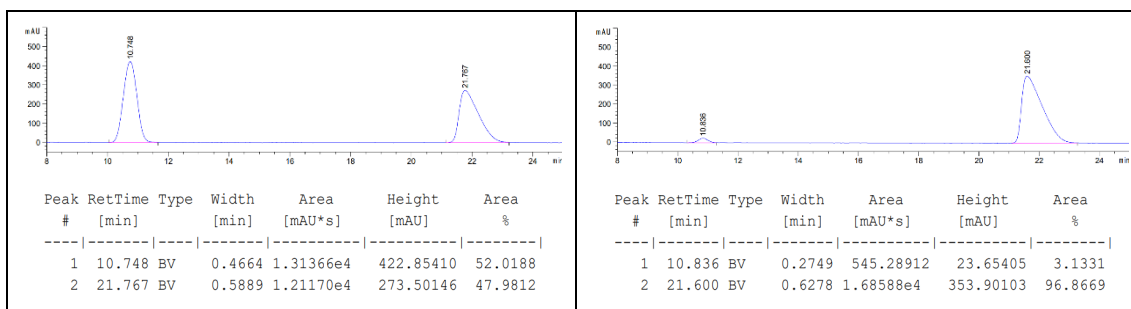 mAU
500
400
300
200
100
0
10.748
21.767
8 10 12 14 16 18 20 22 24 min
Peak RetTime Type Width Area Height Area
# [min] [min] [mAU*s] [mAU] %
----|-------|----|-------|----------|----------|--------|
1 10.748 BV 0.4664 1.31366e4 422.85410 52.0188
2 21.767 BV 0.5889 1.21170e4 273.50146 47.9812
mAU
500
400
300
200
100
0
10.836
21.600
8 10 12 14 16 18 20 22 24 min
Peak RetTime Type Width Area Height Area
# [min] [min] [mAU*s] [mAU] %
----|-------|----|-------|----------|----------|--------|
1 10.836 BV 0.2749 545.28912 23.65405 3.1331
2 21.600 BV 0.6278 1.68588e4 353.90103 96.8669